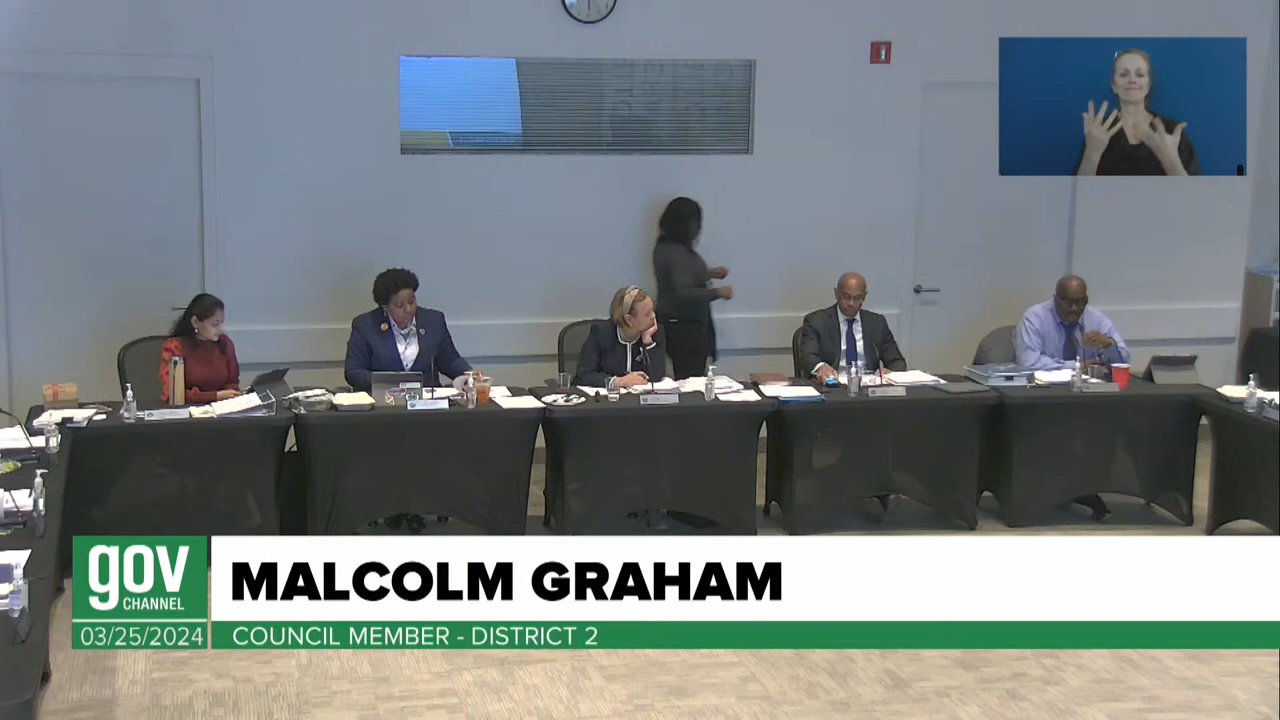 gov
CHANNEL
03/25/2024
MALCOLM GRAHAM
COUNCIL MEMBER - DISTRICT 2